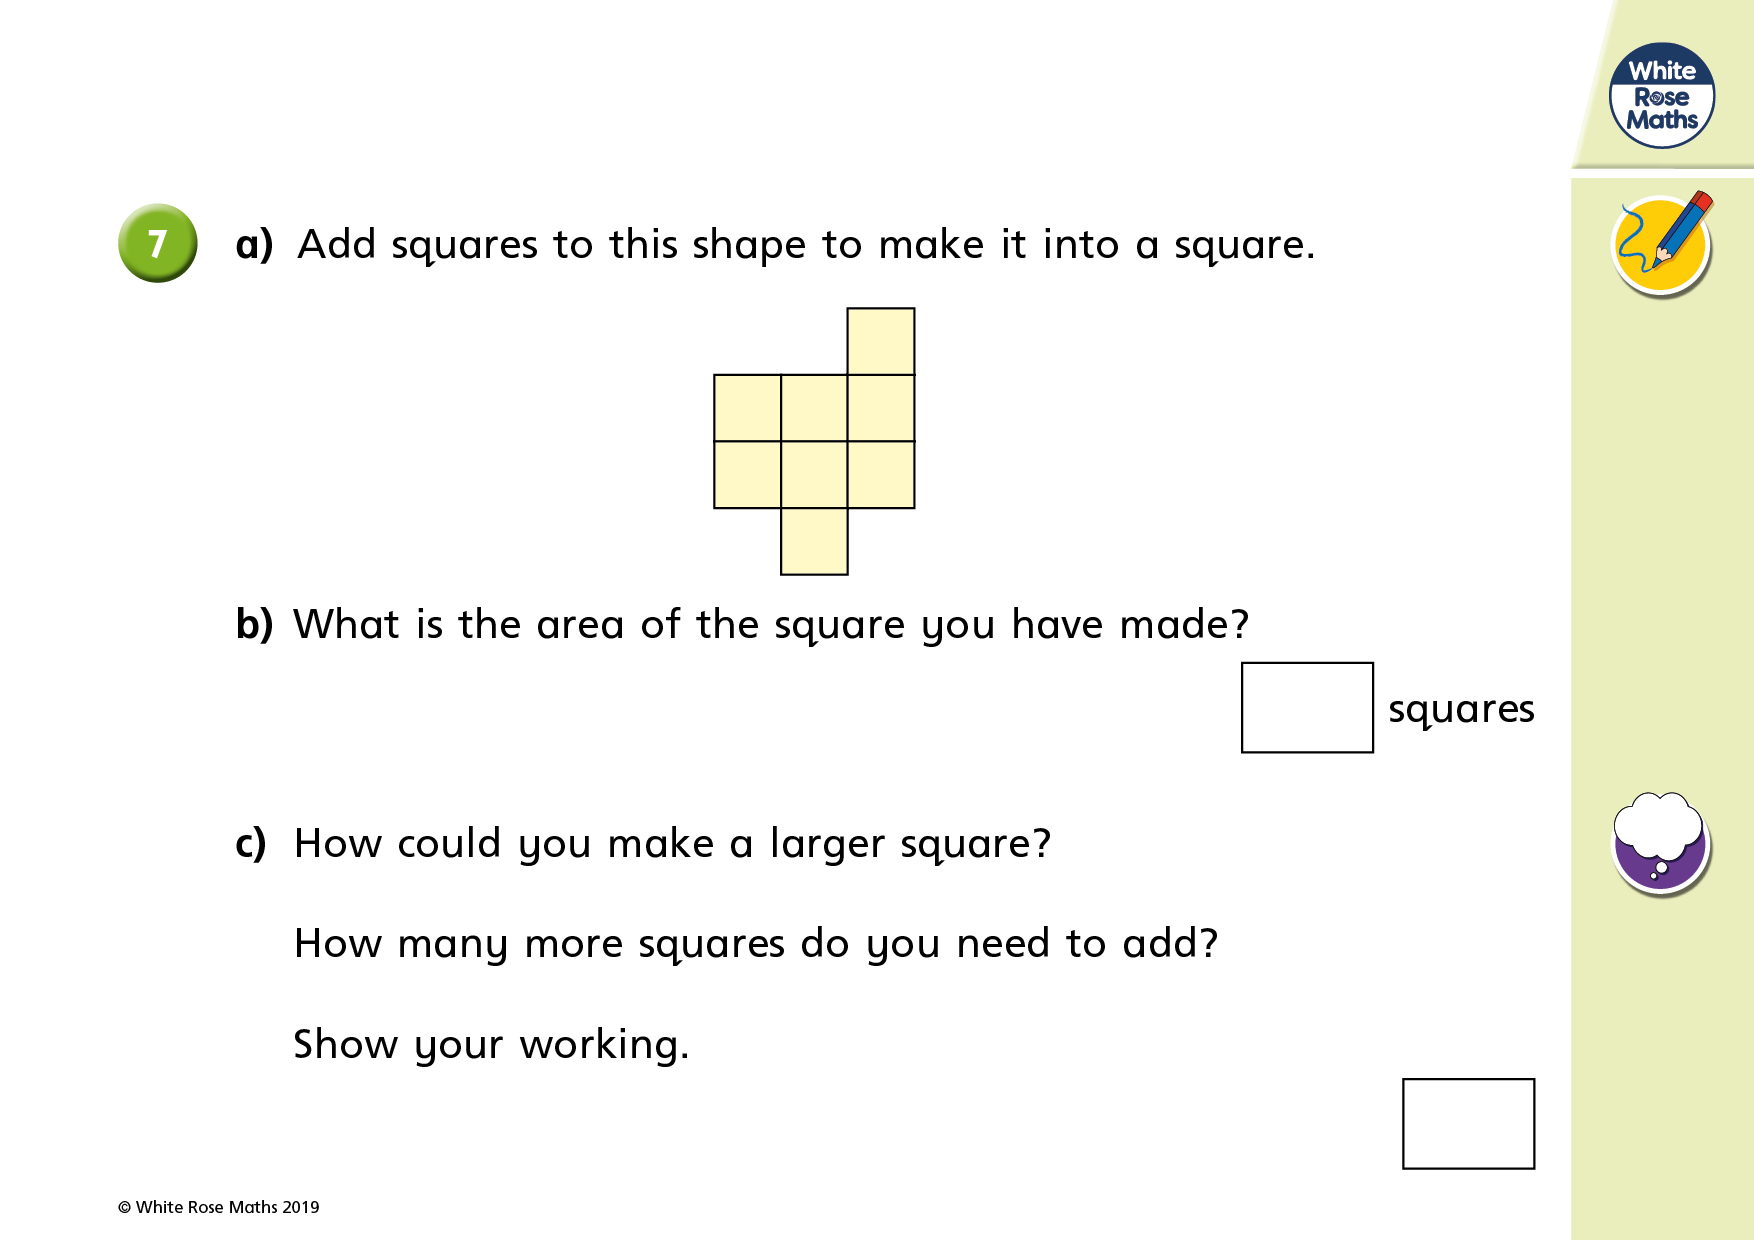 White
Rose
Maths
7 a) Add squares to this shape to make it into a square.
b) What is the area of the square you have made?
squares
c) How could you make a larger square?
How many more squares do you need to add?
Show your working.
© White Rose Maths 2019